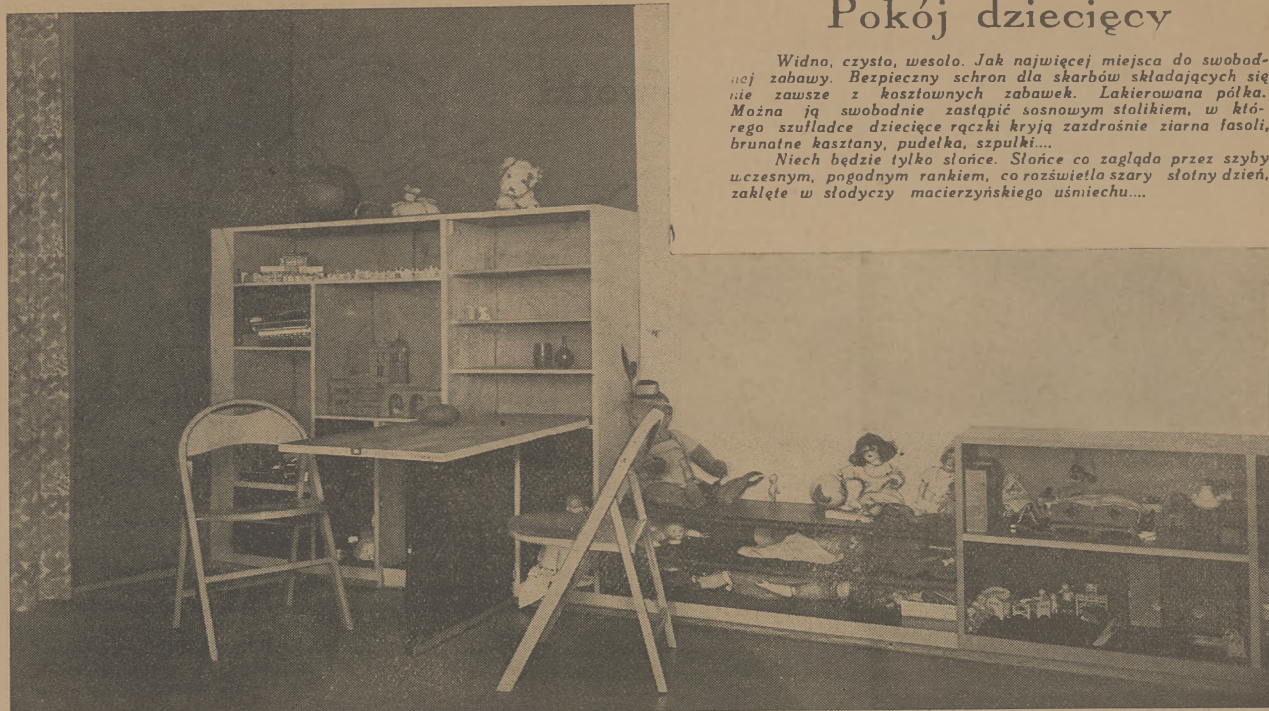 Pokój dziecięcy
Widno, czysto, wesoło. Jak najwięcej miejsca do swobod-
nej zabawy. Bezpieczny schron dla skarbów składających się
nie zawsze z kosztownych zabawek. Lakierowana półka.
Można ją swobodnie zastąpić sosnowym stolikiem, w któ-
rego szufladce dziecięce rączki kryją zazdrośnie ziarna fasoli,
brunatne kasztany, pudełka, szpulki....
Niech będzie tylko słońce. Słońce co zagląda przez szyby
wczesnym, pogodnym rankiem, co rozświetla szary słotny dzień,
zaklęte w słodyczy macierzyńskiego uśmiechu....